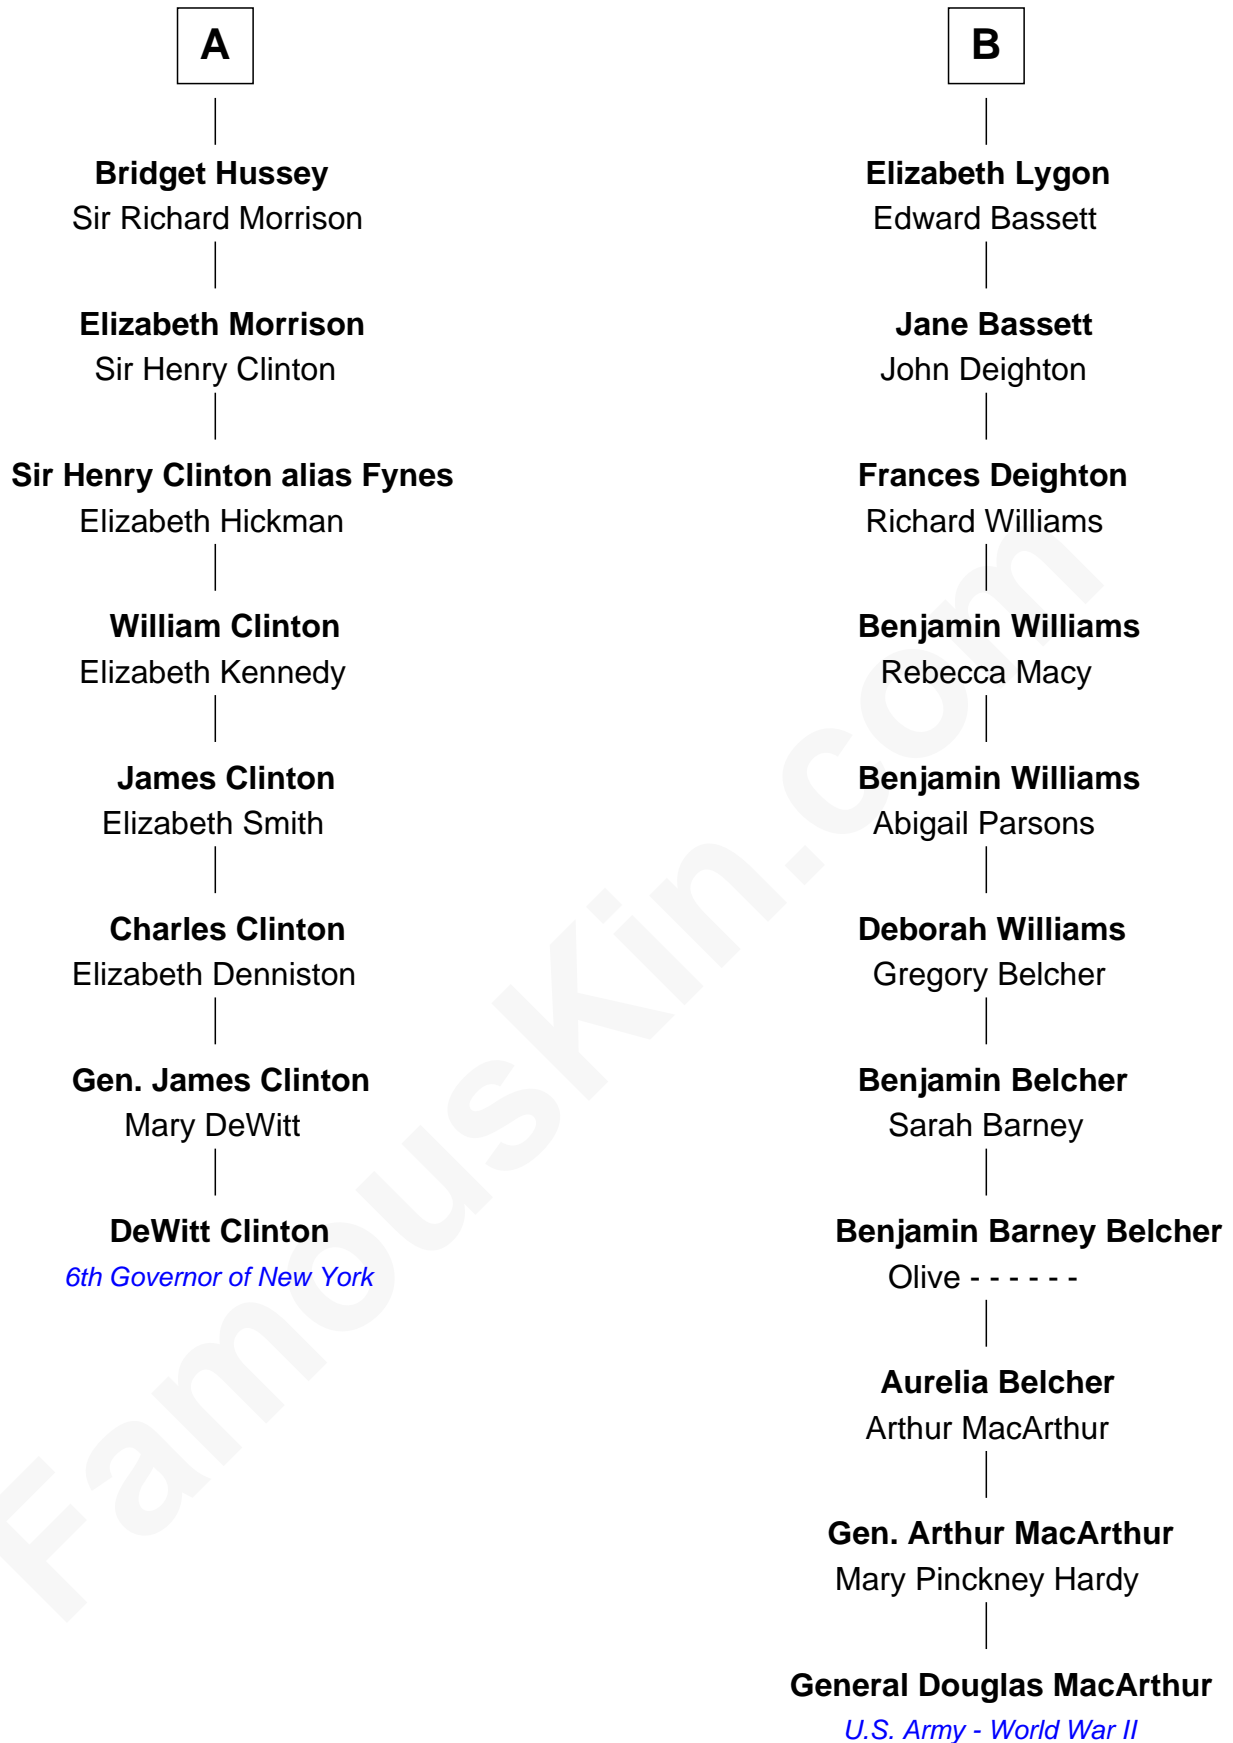 A
Bridget Hussey
Sir Richard Morrison
Elizabeth Morrison
Sir Henry Clinton
Sir Henry Clinton alias Fynes
Elizabeth Hickman
William Clinton
Elizabeth Kennedy
James Clinton
Elizabeth Smith
Charles Clinton
Elizabeth Denniston
Gen. James Clinton
Mary DeWitt
DeWitt Clinton
6th Governor of New York
B
Elizabeth Lygon
Edward Bassett
Jane Bassett
John Deighton
Frances Deighton
Richard Williams
Benjamin Williams
Rebecca Macy
Benjamin Williams
Abigail Parsons
Deborah Williams
Gregory Belcher
Benjamin Belcher
Sarah Barney
Benjamin Barney Belcher
Olive - - - - - -
Aurelia Belcher
Arthur MacArthur
Gen. Arthur MacArthur
Mary Pinckney Hardy
General Douglas MacArthur
U.S. Army - World War II
FamousKin.com